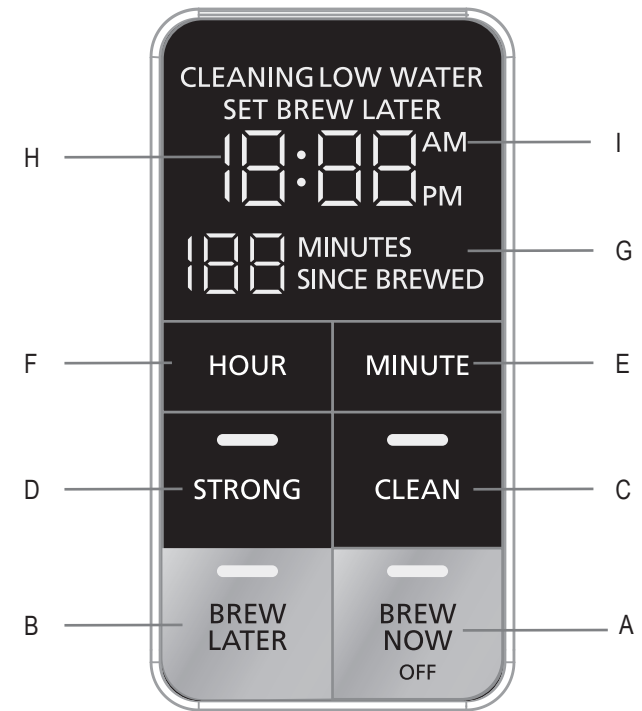 CLEANING LOW WATER
SET BREW LATER
H 18:88 AM I
PM
188 MINUTES G
SINCE BREWED
F HOUR MINUTE E
D STRONG CLEAN C
B BREW LATER BREW NOW A
OFF